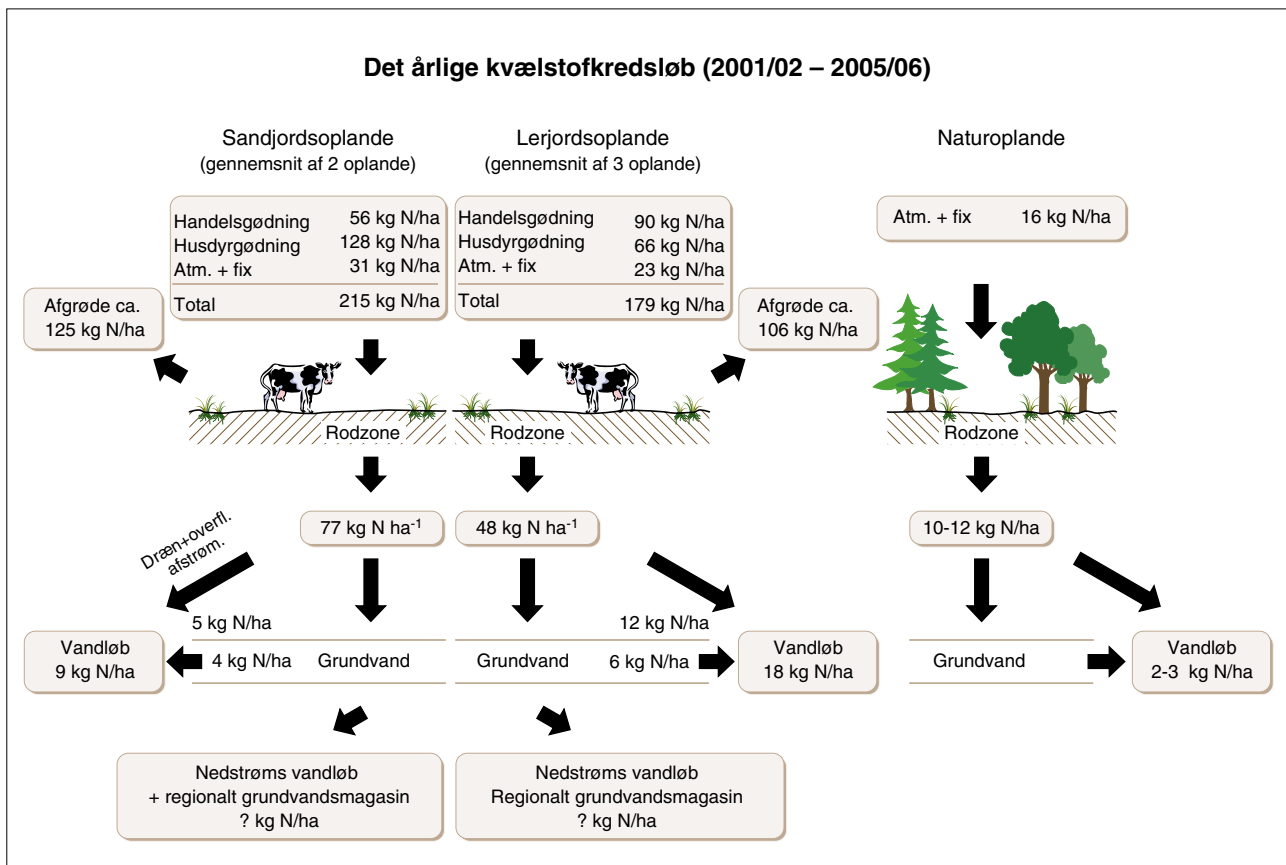 Det årlige kvælstofkredsløb (2001/02 – 2005/06)
Sandjordsoplande
(gennemsnit af 2 oplande)
Handelsgødning 56 kg N/ha
Husdyrgødning 128 kg N/ha
Atm. + fix 31 kg N/ha
Total 215 kg N/ha
Afgrøde ca.
125 kg N/ha
Rodzone
77 kg N ha⁻¹
Dræn+overfl.
afstrøm.
5 kg N/ha
Vandløb
9 kg N/ha
4 kg N/ha
Grundvand
Nedstrøms vandløb
+ regionalt grundvandsmagasin
? kg N/ha
Lerjordsoplande
(gennemsnit af 3 oplande)
Handelsgødning 90 kg N/ha
Husdyrgødning 66 kg N/ha
Atm. + fix 23 kg N/ha
Total 179 kg N/ha
Afgrøde ca.
106 kg N/ha
Rodzone
48 kg N ha⁻¹
12 kg N/ha
Grundvand
6 kg N/ha
Vandløb
18 kg N/ha
Nedstrøms vandløb
Regionalt grundvandsmagasin
? kg N/ha
Naturoplande
Atm. + fix 16 kg N/ha
Rodzone
10-12 kg N/ha
Grundvand
Vandløb
2-3 kg N/ha